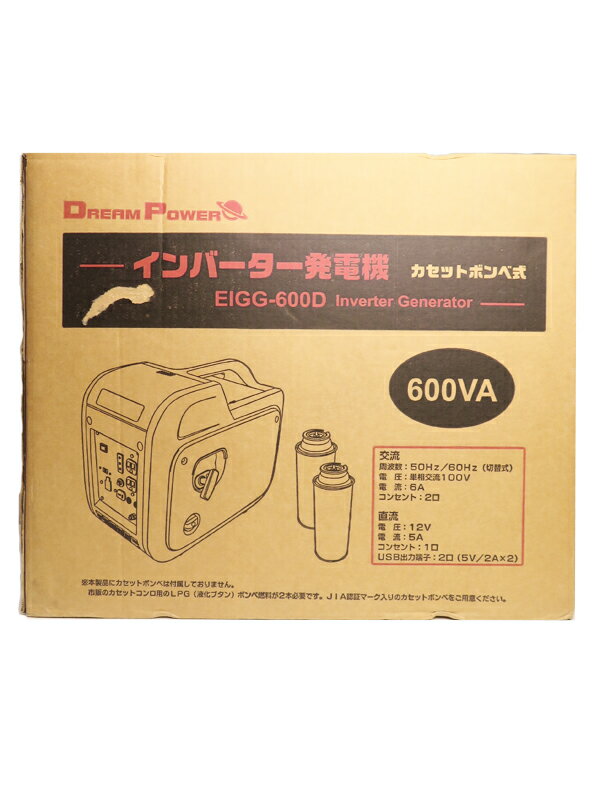 DREAM POWER
インバーター発電機 カセットボンベ式
EIGG-600D Inverter Generator
600VA
交流
周波数:50Hz/60Hz(切替式)
電 圧:単相交流100V
電 流:6A
コンセント:2口
直流
電 圧:12V
電 流:5A
コンセント:1口
USB出力端子:2口(5V/2A×2)
※本製品にカセットボンベは付属しておりません。
市販のカセットコンロ用のLPG(液化ブタン)ボンベ燃料が2本必要です。JIA認証マーク入りのカセットボンベをご用意ください。